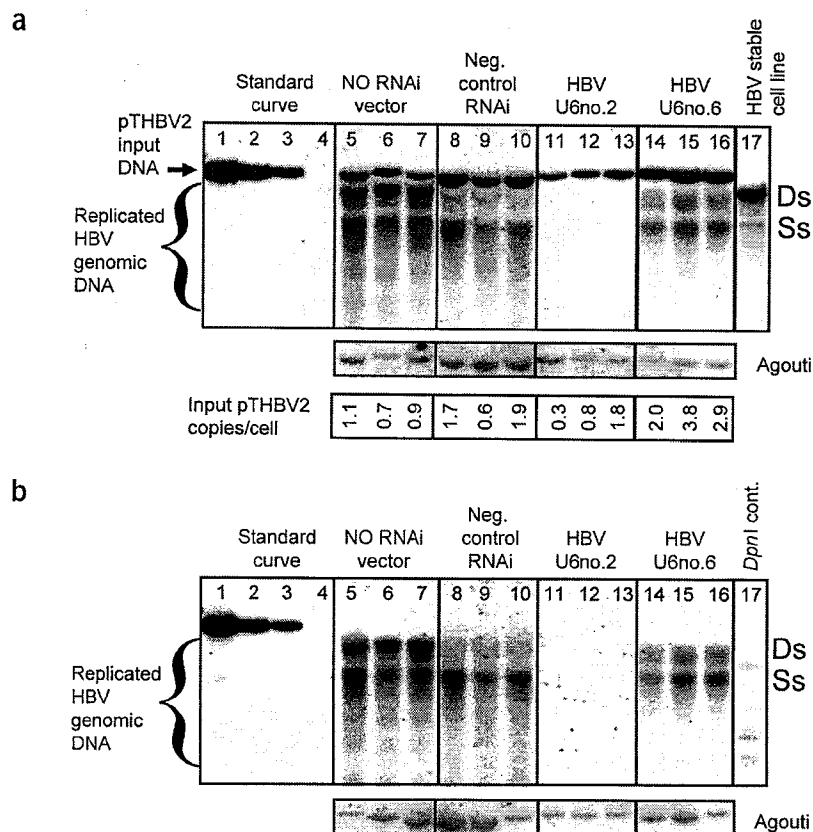 a
Standard curve
NO RNAi vector
Neg. control RNAi
HBV U6no.2
HBV U6no.6
HBV stable cell line
pTHBV2 input DNA
1 2 3 4 5 6 7 8 9 10 11 12 13 14 15 16 17
Replicated HBV genomic DNA
Ds
Ss
Agouti
Input pTHBV2 copies/cell
1.1 0.7 0.9 1.7 0.6 1.9 0.3 0.8 1.8 2.0 3.8 2.9
b
Standard curve
NO RNAi vector
Neg. control RNAi
HBV U6no.2
HBV U6no.6
DpnI cont.
1 2 3 4 5 6 7 8 9 10 11 12 13 14 15 16 17
Replicated HBV genomic DNA
Ds
Ss
Agouti